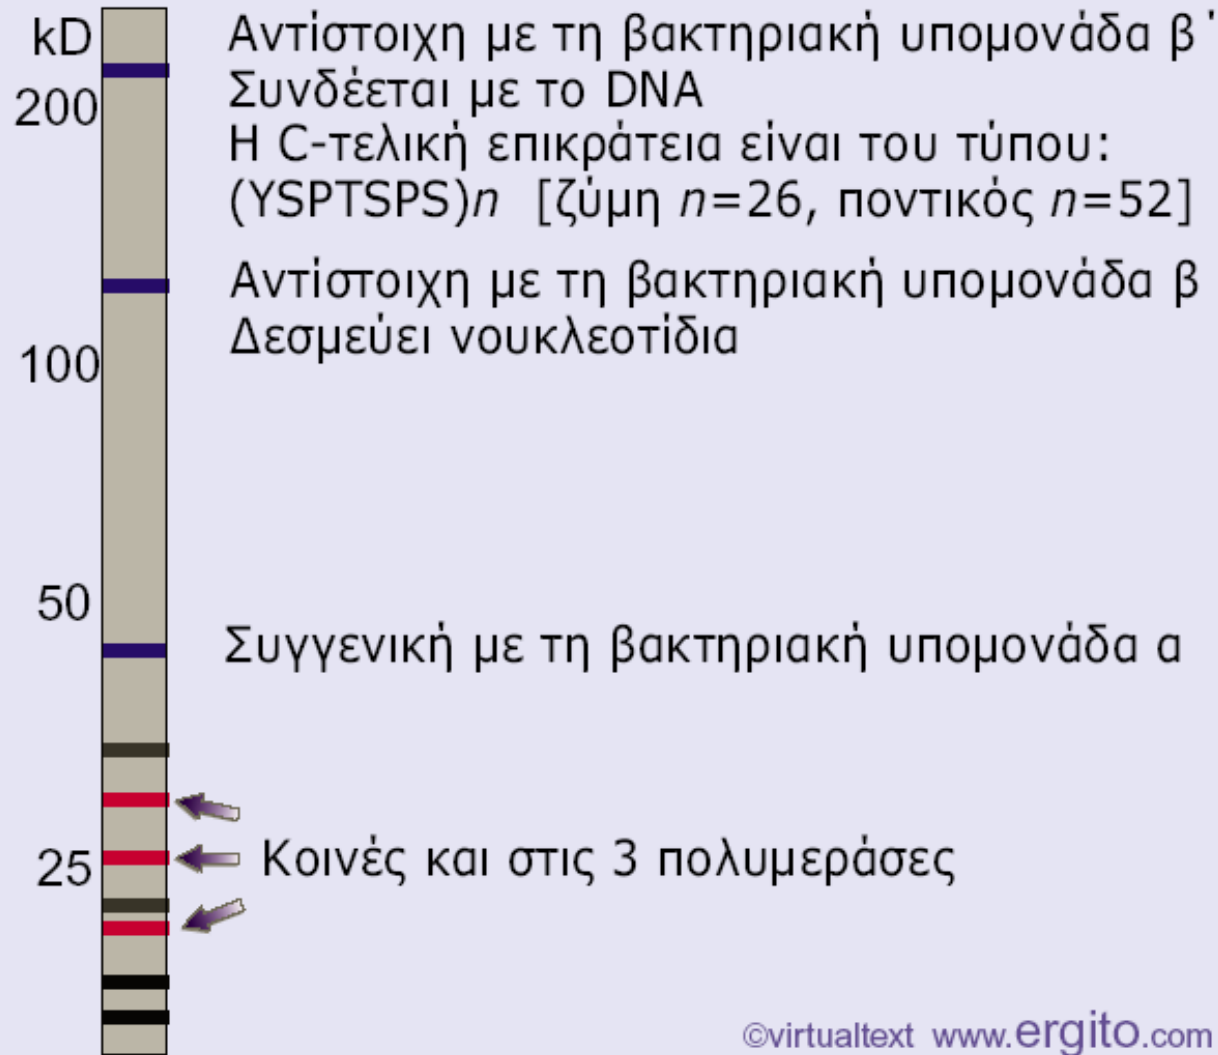 kD
200
100
50
25
Αντίστοιχη με τη βακτηριακή υπομονάδα β΄
Συνδέεται με το DNA
Η C-τελική επικράτεια είναι του τύπου:
(YSPTSPS)n [ζύμη n=26, ποντικός n=52]
Αντίστοιχη με τη βακτηριακή υπομονάδα β
Δεσμεύει νουκλεοτίδια
Συγγενική με τη βακτηριακή υπομονάδα α
Κοινές και στις 3 πολυμεράσες
©virtualtext www.ergito.com